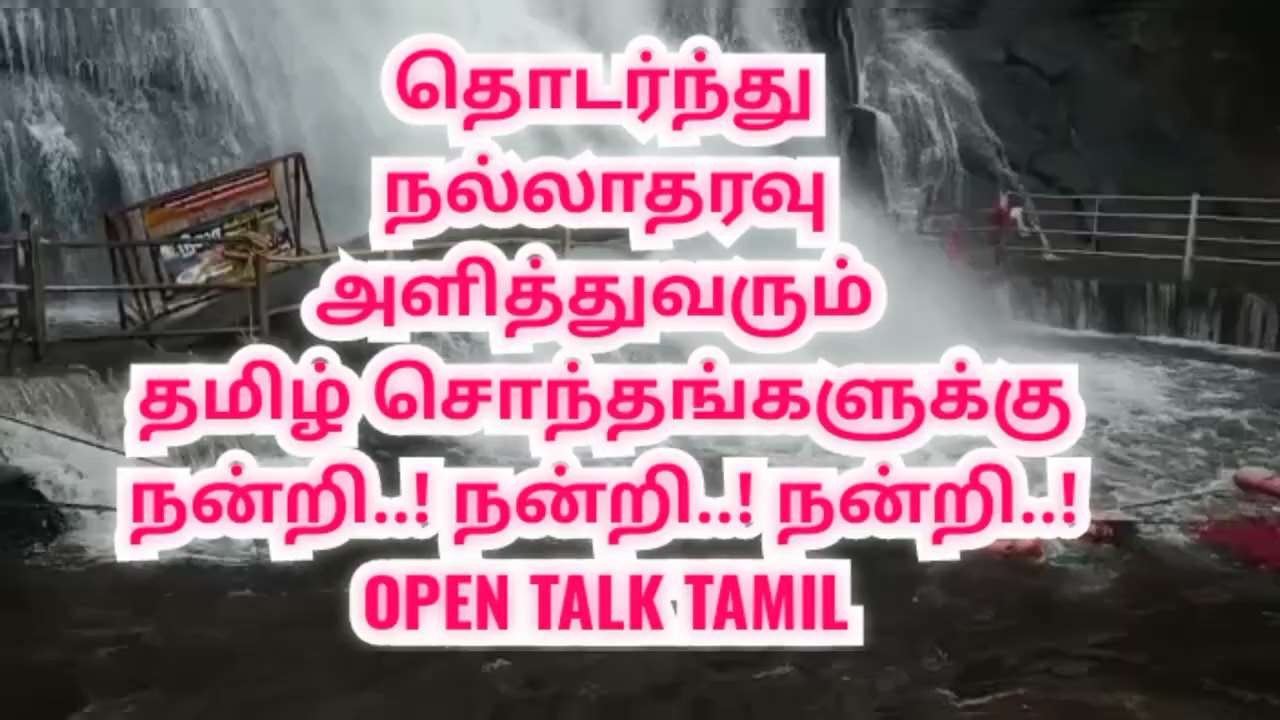 தொடர்ந்து
நல்லாதரவு
அளித்துவரும்
தமிழ் சொந்தங்களுக்கு
நன்றி..! நன்றி..! நன்றி..!
OPEN TALK TAMIL